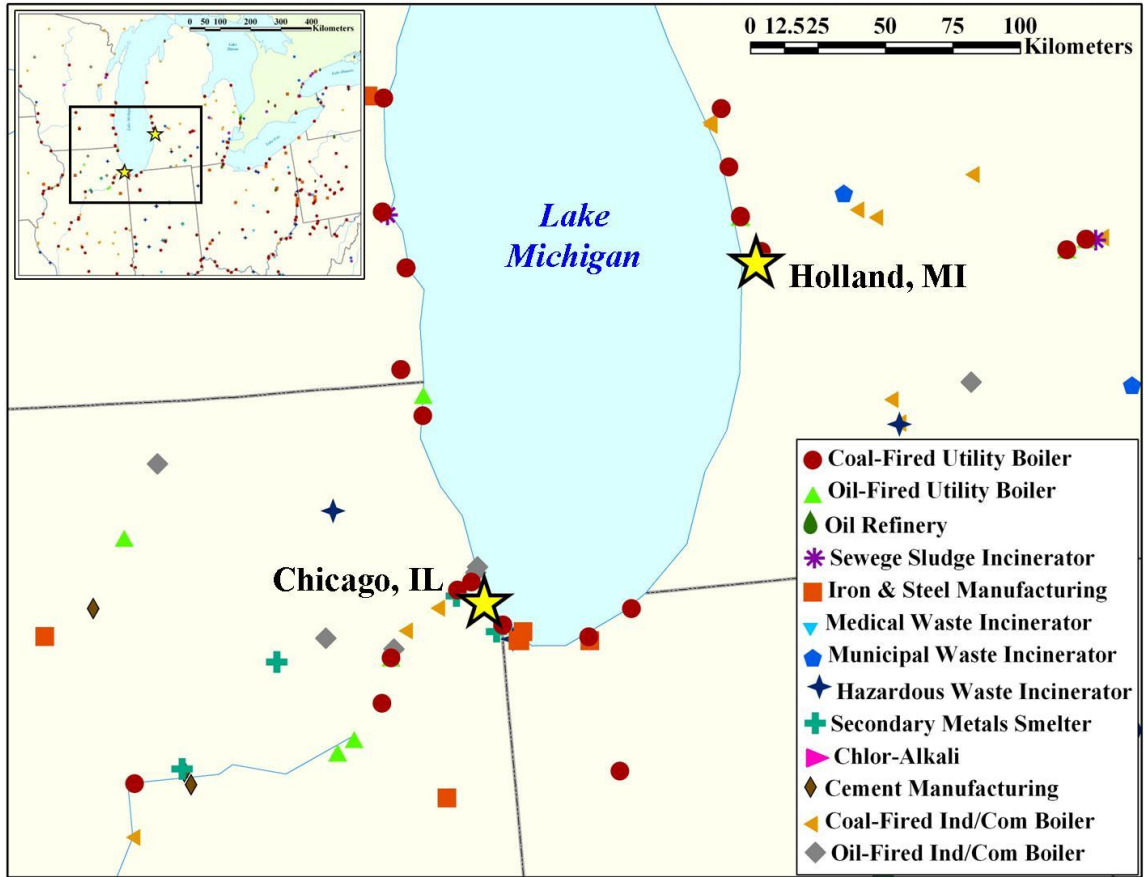 0 50 100 200 300 400
Kilometers
0 12.5 25 50 75 100
Kilometers
Lake
Michigan
Holland, MI
Chicago, IL
Coal-Fired Utility Boiler
Oil-Fired Utility Boiler
Oil Refinery
Sewege Sludge Incinerator
Iron & Steel Manufacturing
Medical Waste Incinerator
Municipal Waste Incinerator
Hazardous Waste Incinerator
Secondary Metals Smelter
Chlor-Alkali
Cement Manufacturing
Coal-Fired Ind/Com Boiler
Oil-Fired Ind/Com Boiler